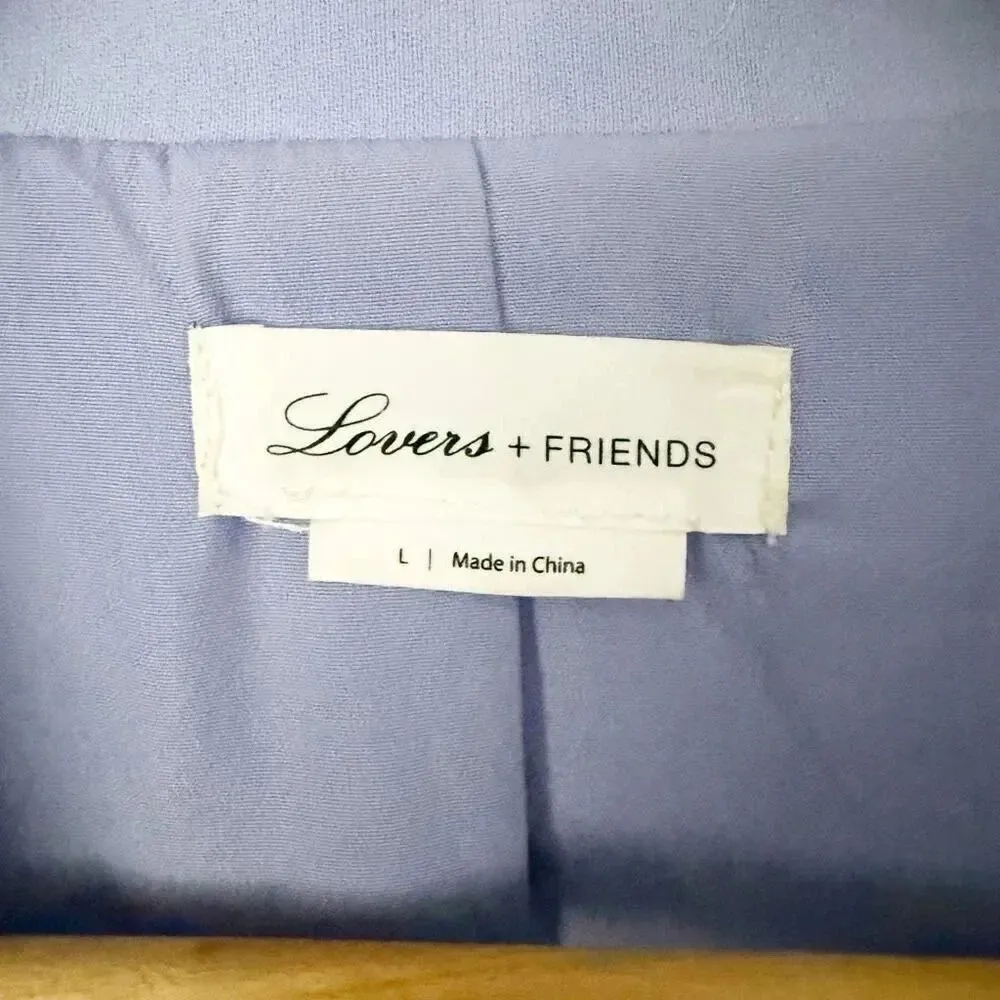 Lovers + FRIENDS
L | Made in China